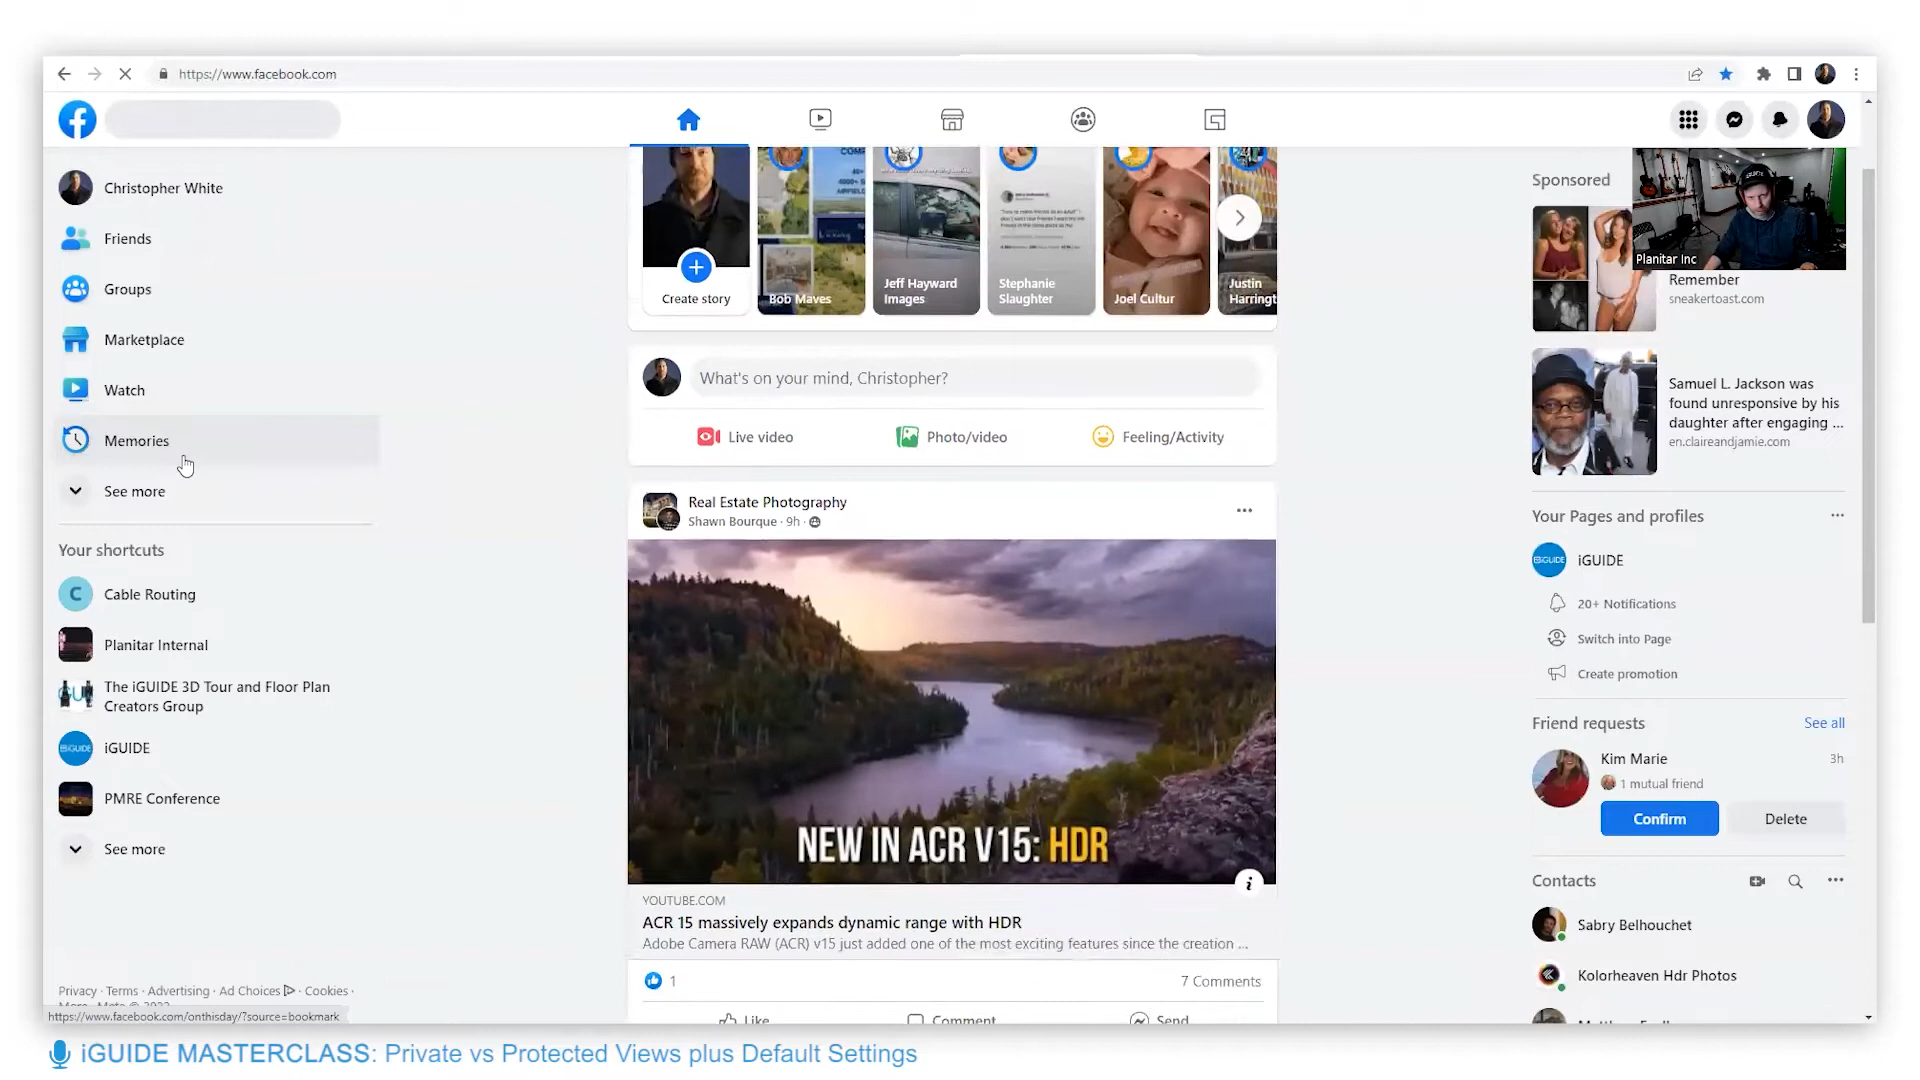 https://www.facebook.com
Christopher White
Friends
Groups
Marketplace
Watch
Memories
See more
Your shortcuts
Cable Routing
Planitar Internal
The iGUIDE 3D Tour and Floor Plan
Creators Group
iGUIDE
PMRE Conference
See more
Privacy · Terms · Advertising · Ad Choices · Cookies ·
https://www.facebook.com/onthisday/?source=bookmark
Create story
Bob Maves
Jeff Hayward
Images
Stephanie
Slaughter
Joel Cultur
Justin
Harringt
What's on your mind, Christopher?
Live video
Photo/video
Feeling/Activity
Real Estate Photography
Shawn Bourque · 9h ·
NEW IN ACR V15: HDR
YOUTUBE.COM
ACR 15 massively expands dynamic range with HDR
Adobe Camera RAW (ACR) v15 just added one of the most exciting features since the creation ...
1
7 Comments
Like
Comment
Send
Sponsored
Planitar Inc
Remember
sneakertoast.com
Samuel L. Jackson was
found unresponsive by his
daughter after engaging ...
en.claireandjamie.com
Your Pages and profiles
iGUIDE
20+ Notifications
Switch into Page
Create promotion
Friend requests
See all
Kim Marie
3h
1 mutual friend
Confirm
Delete
Contacts
Sabry Belhouchet
Kolorheaven Hdr Photos
iGUIDE MASTERCLASS: Private vs Protected Views plus Default Settings